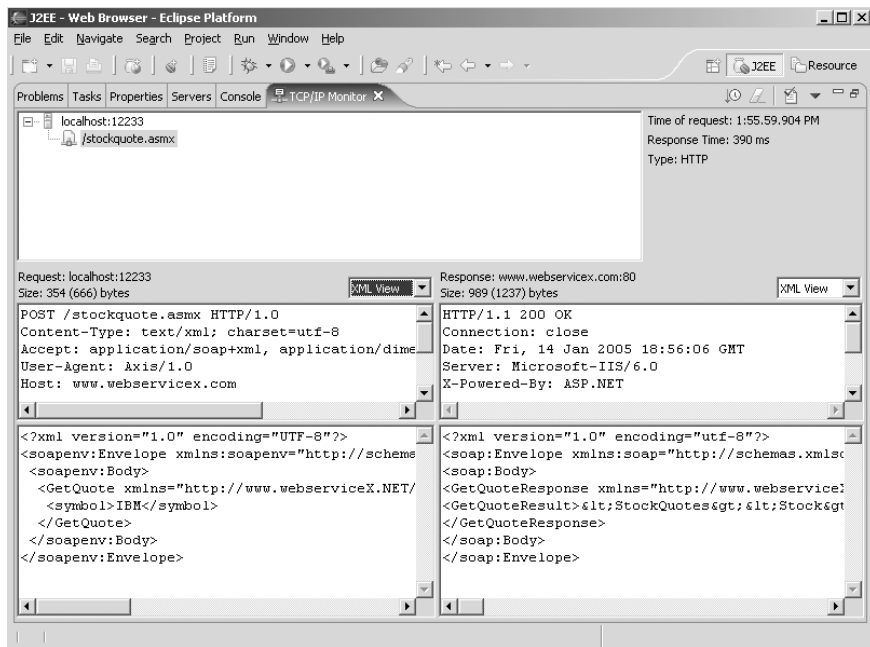 J2EE - Web Browser - Eclipse Platform
File Edit Navigate Search Project Run Window Help
J2EE Resource
Problems Tasks Properties Servers Console TCP/IP Monitor X
localhost:12233
/stockquote.asmx
Time of request: 1:55.59.904 PM
Response Time: 390 ms
Type: HTTP
Request: localhost:12233
Size: 354 (666) bytes
XML View
POST /stockquote.asmx HTTP/1.0
Content-Type: text/xml; charset=utf-8
Accept: application/soap+xml, application/dime
User-Agent: Axis/1.0
Host: www.webservicex.com
<?xml version="1.0" encoding="UTF-8"?>
<soapenv:Envelope xmlns:soapenv="http://scheme
<soapenv:Body>
<GetQuote xmlns="http://www.webserviceX.NET/
<symbol>IBM</symbol>
</GetQuote>
</soapenv:Body>
</soapenv:Envelope>
Response: www.webservicex.com:80
Size: 989 (1237) bytes
XML View
HTTP/1.1 200 OK
Connection: close
Date: Fri, 14 Jan 2005 18:56:06 GMT
Server: Microsoft-IIS/6.0
X-Powered-By: ASP.NET
<?xml version="1.0" encoding="utf-8"?>
<soap:Envelope xmlns:soap="http://schemas.xmlso
<soap:Body>
<GetQuoteResponse xmlns="http://www.webserviceX
<GetQuoteResult>&lt;StockQuotes&gt;&lt;Stock&gt
</GetQuoteResponse>
</soap:Body>
</soap:Envelope>